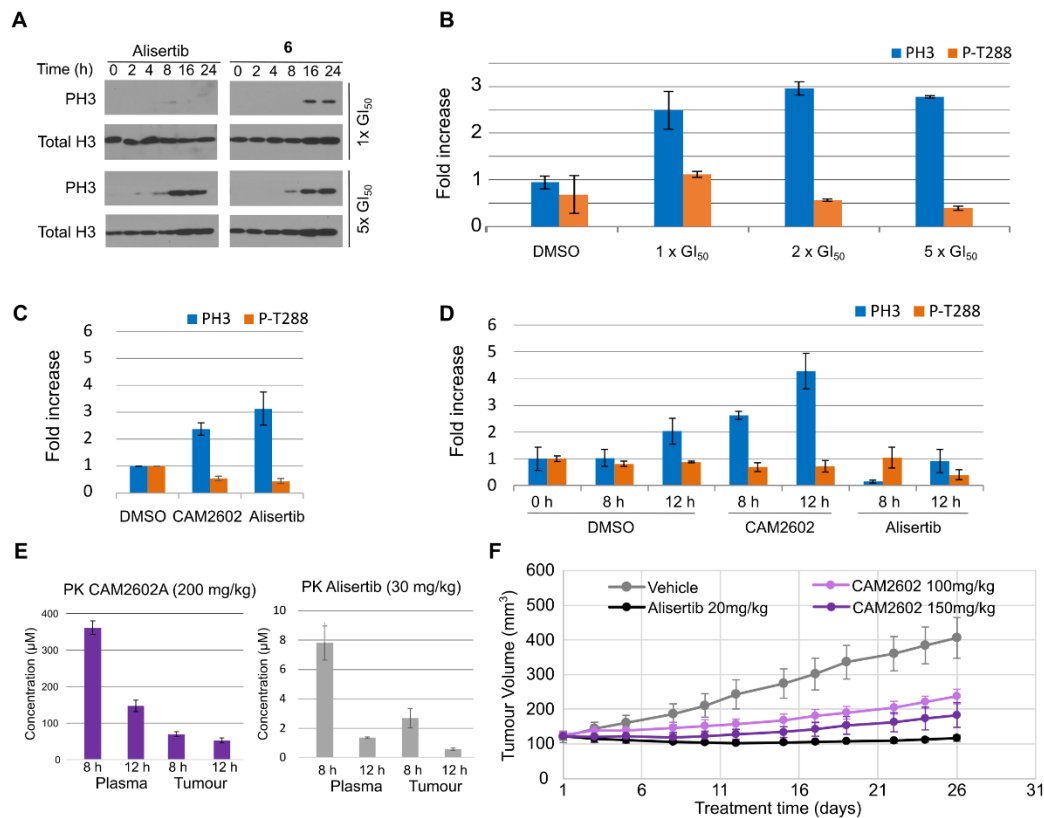 A
Alisertib
6
Time (h) 0 2 4 8 16 24 0 2 4 8 16 24
PH3
Total H3
1x GI₅₀
PH3
Total H3
5x GI₅₀
B
PH3 P-T288
Fold increase
3
2
1
0
DMSO 1 x GI₅₀ 2 x GI₅₀ 5 x GI₅₀
C
PH3 P-T288
Fold increase
6
5
4
3
2
1
0
DMSO CAM2602 Alisertib
D
PH3 P-T288
Fold increase
6
5
4
3
2
1
0
0 h 8 h 12 h 8 h 12 h 8 h 12 h
DMSO CAM2602 Alisertib
E
PK CAM2602A (200 mg/kg)
Concentration (µM)
400
300
200
100
0
8 h 12 h 8 h 12 h
Plasma Tumour
PK Alisertib (30 mg/kg)
Concentration (µM)
10
8
6
4
2
0
8 h 12 h 8 h 12 h
Plasma Tumour
F
Vehicle CAM2602 100mg/kg
Alisertib 20mg/kg CAM2602 150mg/kg
Tumour Volume (mm³)
600
500
400
300
200
100
0
1 6 11 16 21 26 31
Treatment time (days)